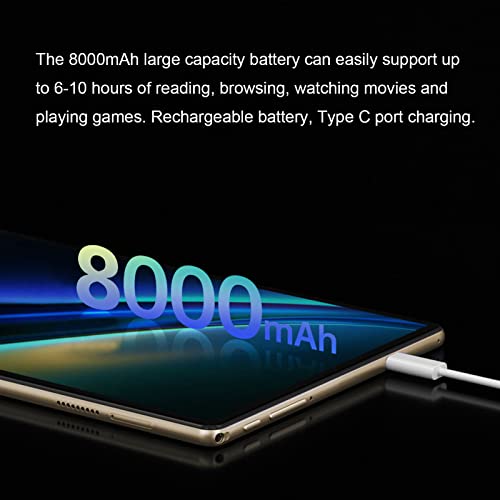 The 8000mAh large capacity battery can easily support up
to 6-10 hours of reading, browsing, watching movies and
playing games. Rechargeable battery, Type C port charging.
8000mAh